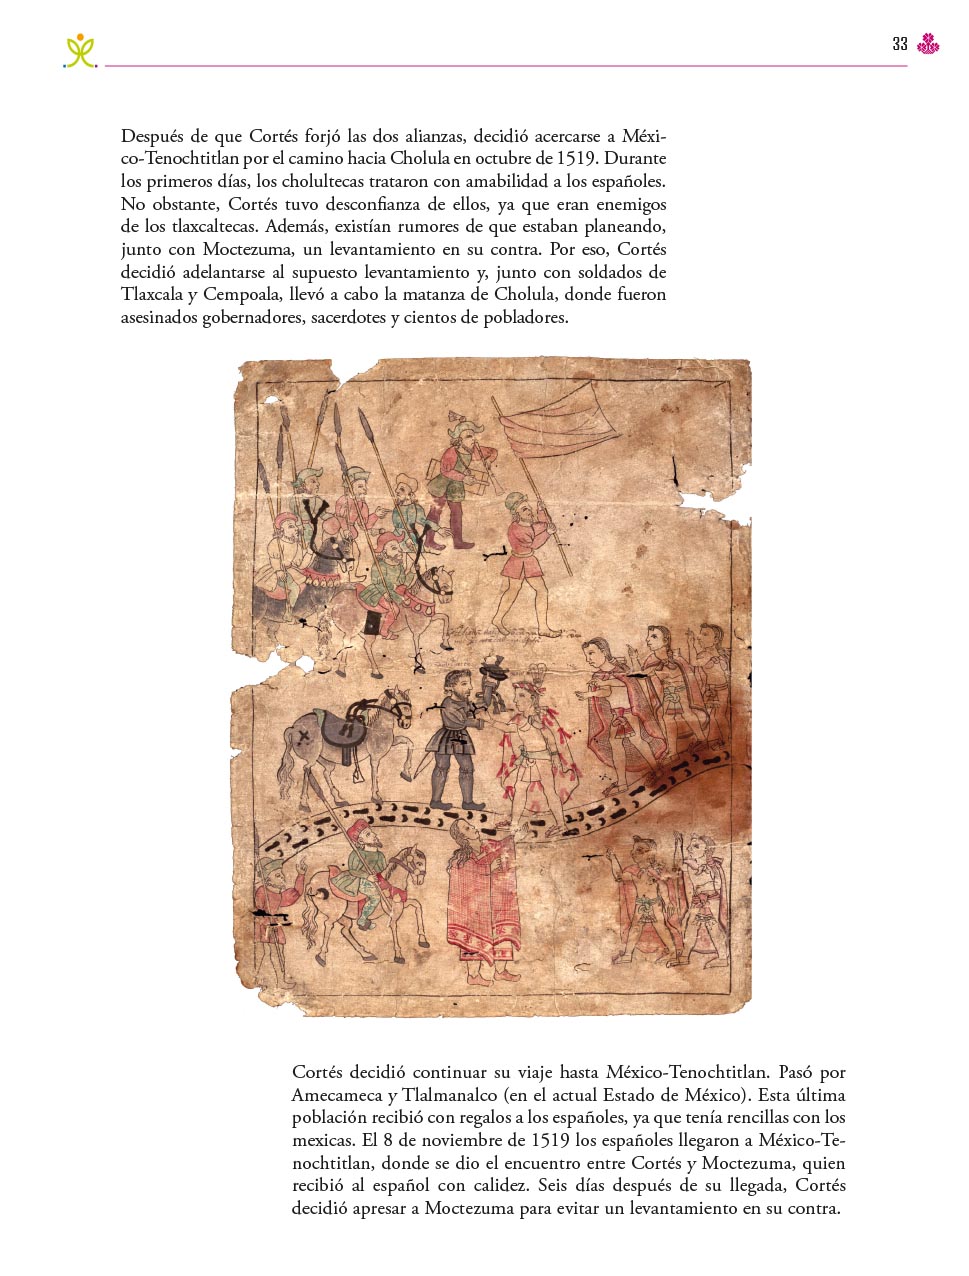 33
Después de que Cortés forjó las dos alianzas, decidió acercarse a Méxi-
co-Tenochtitlan por el camino hacia Cholula en octubre de 1519. Durante
los primeros días, los cholultecas trataron con amabilidad a los españoles.
No obstante, Cortés tuvo desconfianza de ellos, ya que eran enemigos
de los tlaxcaltecas. Además, existían rumores de que estaban planeando,
junto con Moctezuma, un levantamiento en su contra. Por eso, Cortés
decidió adelantarse al supuesto levantamiento y, junto con soldados de
Tlaxcala y Cempoala, llevó a cabo la matanza de Cholula, donde fueron
asesinados gobernadores, sacerdotes y cientos de pobladores.
Cortés decidió continuar su viaje hasta México-Tenochtitlan. Pasó por
Amecameca y Tlalmanalco (en el actual Estado de México). Esta última
población recibió con regalos a los españoles, ya que tenía rencillas con los
mexicas. El 8 de noviembre de 1519 los españoles llegaron a México-Te-
nochtitlan, donde se dio el encuentro entre Cortés y Moctezuma, quien
recibió al español con calidez. Seis días después de su llegada, Cortés
decidió apresar a Moctezuma para evitar un levantamiento en su contra.